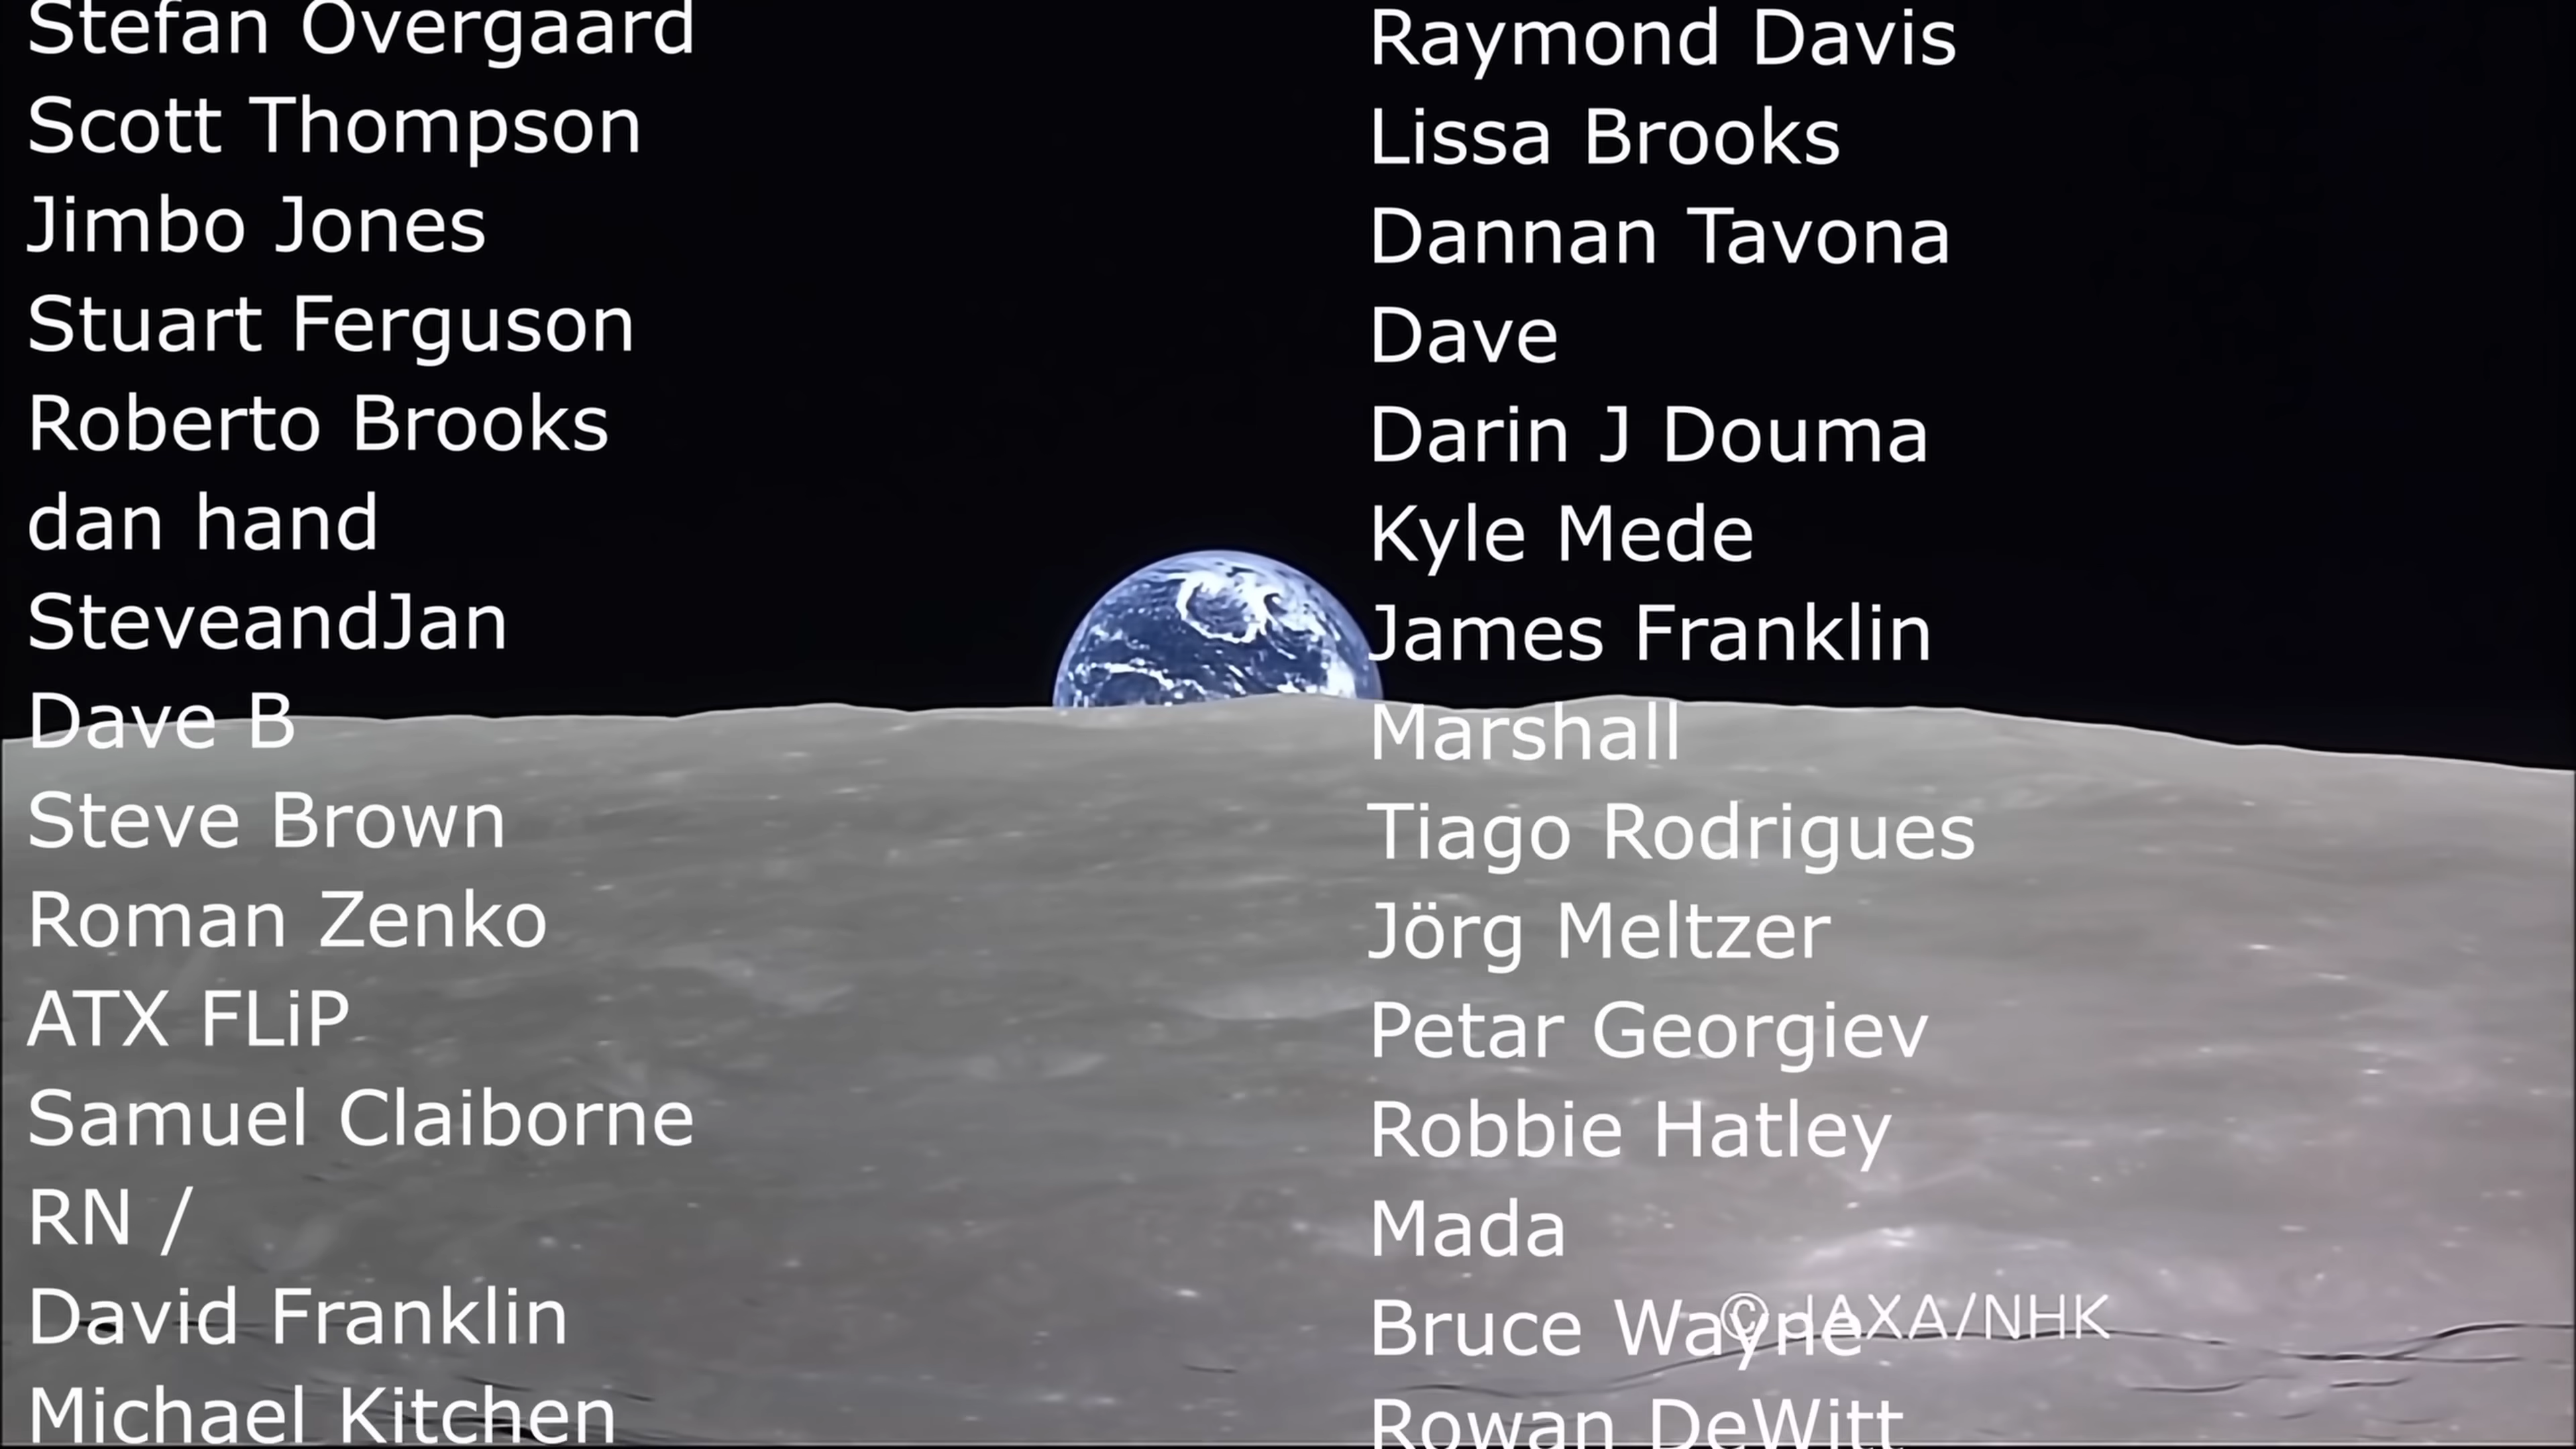 Stefan Overgaard
Scott Thompson
Jimbo Jones
Stuart Ferguson
Roberto Brooks
dan hand
SteveandJan
Dave B
Steve Brown
Roman Zenko
ATX FLiP
Samuel Claiborne
RN /
David Franklin
Michael Kitchen
Raymond Davis
Lissa Brooks
Dannan Tavona
Dave
Darin J Douma
Kyle Mede
James Franklin
Marshall
Tiago Rodrigues
Jörg Meltzer
Petar Georgiev
Robbie Hatley
Mada
Bruce Wayne
© JAXA/NHK
Rowan DeWitt